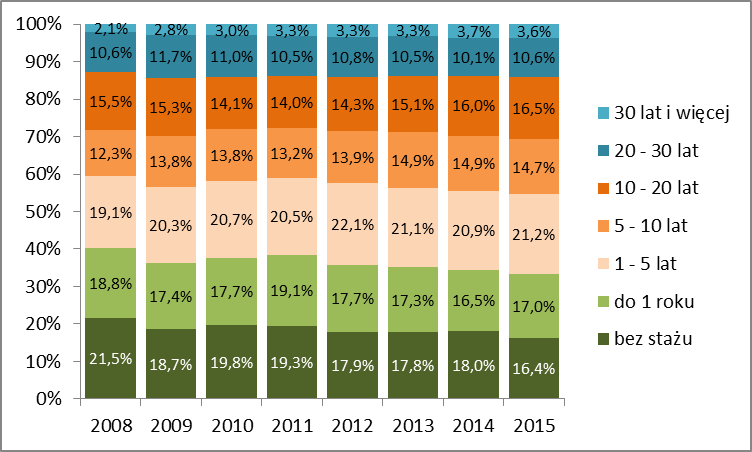 100% 2,1% 2,8% 3,0% 3,3% 3,3% 3,3% 3,7% 3,6%
90% 10,6% 11,7% 11,0% 10,5% 10,8% 10,5% 10,1% 10,6%
80% 15,5% 15,3% 14,1% 14,0% 14,3% 15,1% 16,0% 16,5%
70%
60% 12,3% 13,8% 13,8% 13,2% 13,9% 14,9% 14,9% 14,7%
50% 19,1% 20,3% 20,7% 20,5% 22,1% 21,1% 20,9% 21,2%
40%
30% 18,8% 17,4% 17,7% 19,1% 17,7% 17,3% 16,5% 17,0%
20%
10% 21,5% 18,7% 19,8% 19,3% 17,9% 17,8% 18,0% 16,4%
0%
2008 2009 2010 2011 2012 2013 2014 2015
30 lat i więcej
20 - 30 lat
10 - 20 lat
5 - 10 lat
1 - 5 lat
do 1 roku
bez stażu